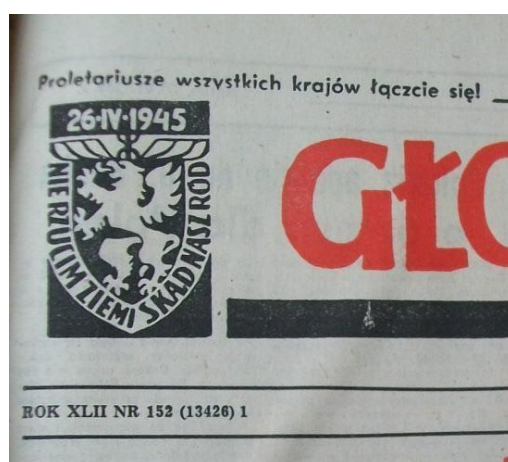 Proletariusze wszystkich krajów łączcie się!
26·IV·1945
NIE RZUCIM ZIEMI SKĄD NASZ RÓD
GŁO
ROK XLII NR 152 (13426) 1